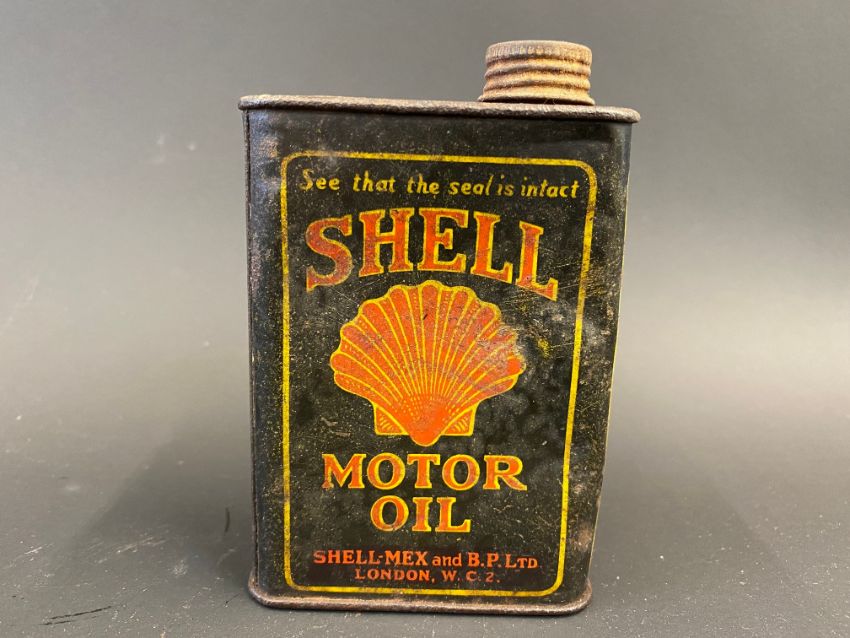 See that the seal is intact
SHELL
MOTOR
OIL
SHELL-MEX and B.P. LTD
LONDON, W.C.2.